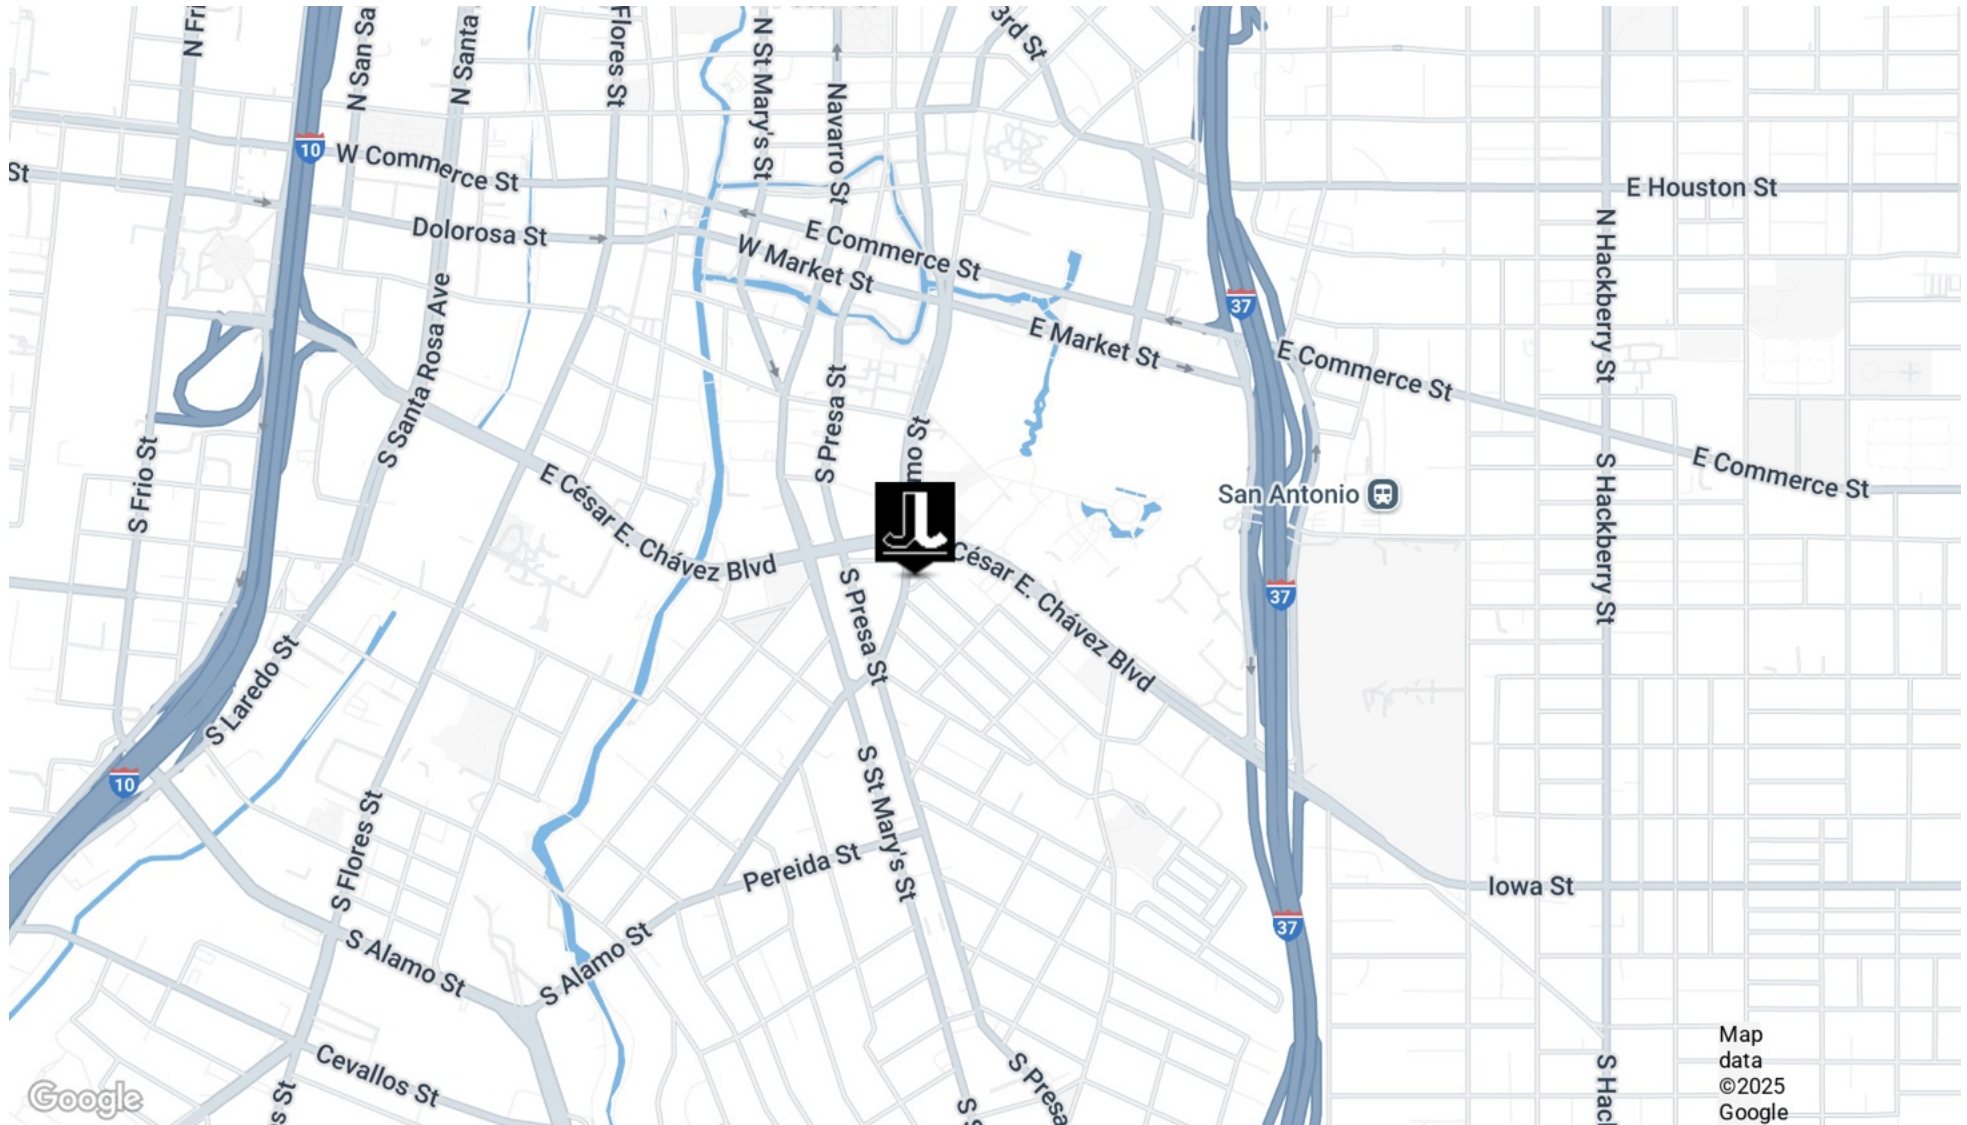 N Fri
N San Sa
N Santa
Flores St
N St Mary's St
Navarro St
3rd St
10
W Commerce St
St
Dolorosa St
E Commerce St
W Market St
E Houston St
N Hackberry St
37
E Market St
E Commerce St
S Santa Rosa Ave
S Presa St
mo St
S Frio St
E César E. Chávez Blvd
JL
César E. Chávez Blvd
San Antonio
E Commerce St
S Hackberry St
37
S Presa St
S Laredo St
10
S Flores St
S St Mary's St
Pereida St
Iowa St
37
S Alamo St
S Alamo St
Cevallos St
S Presa
S Hac
Map
data
©2025
Google
Google
es St